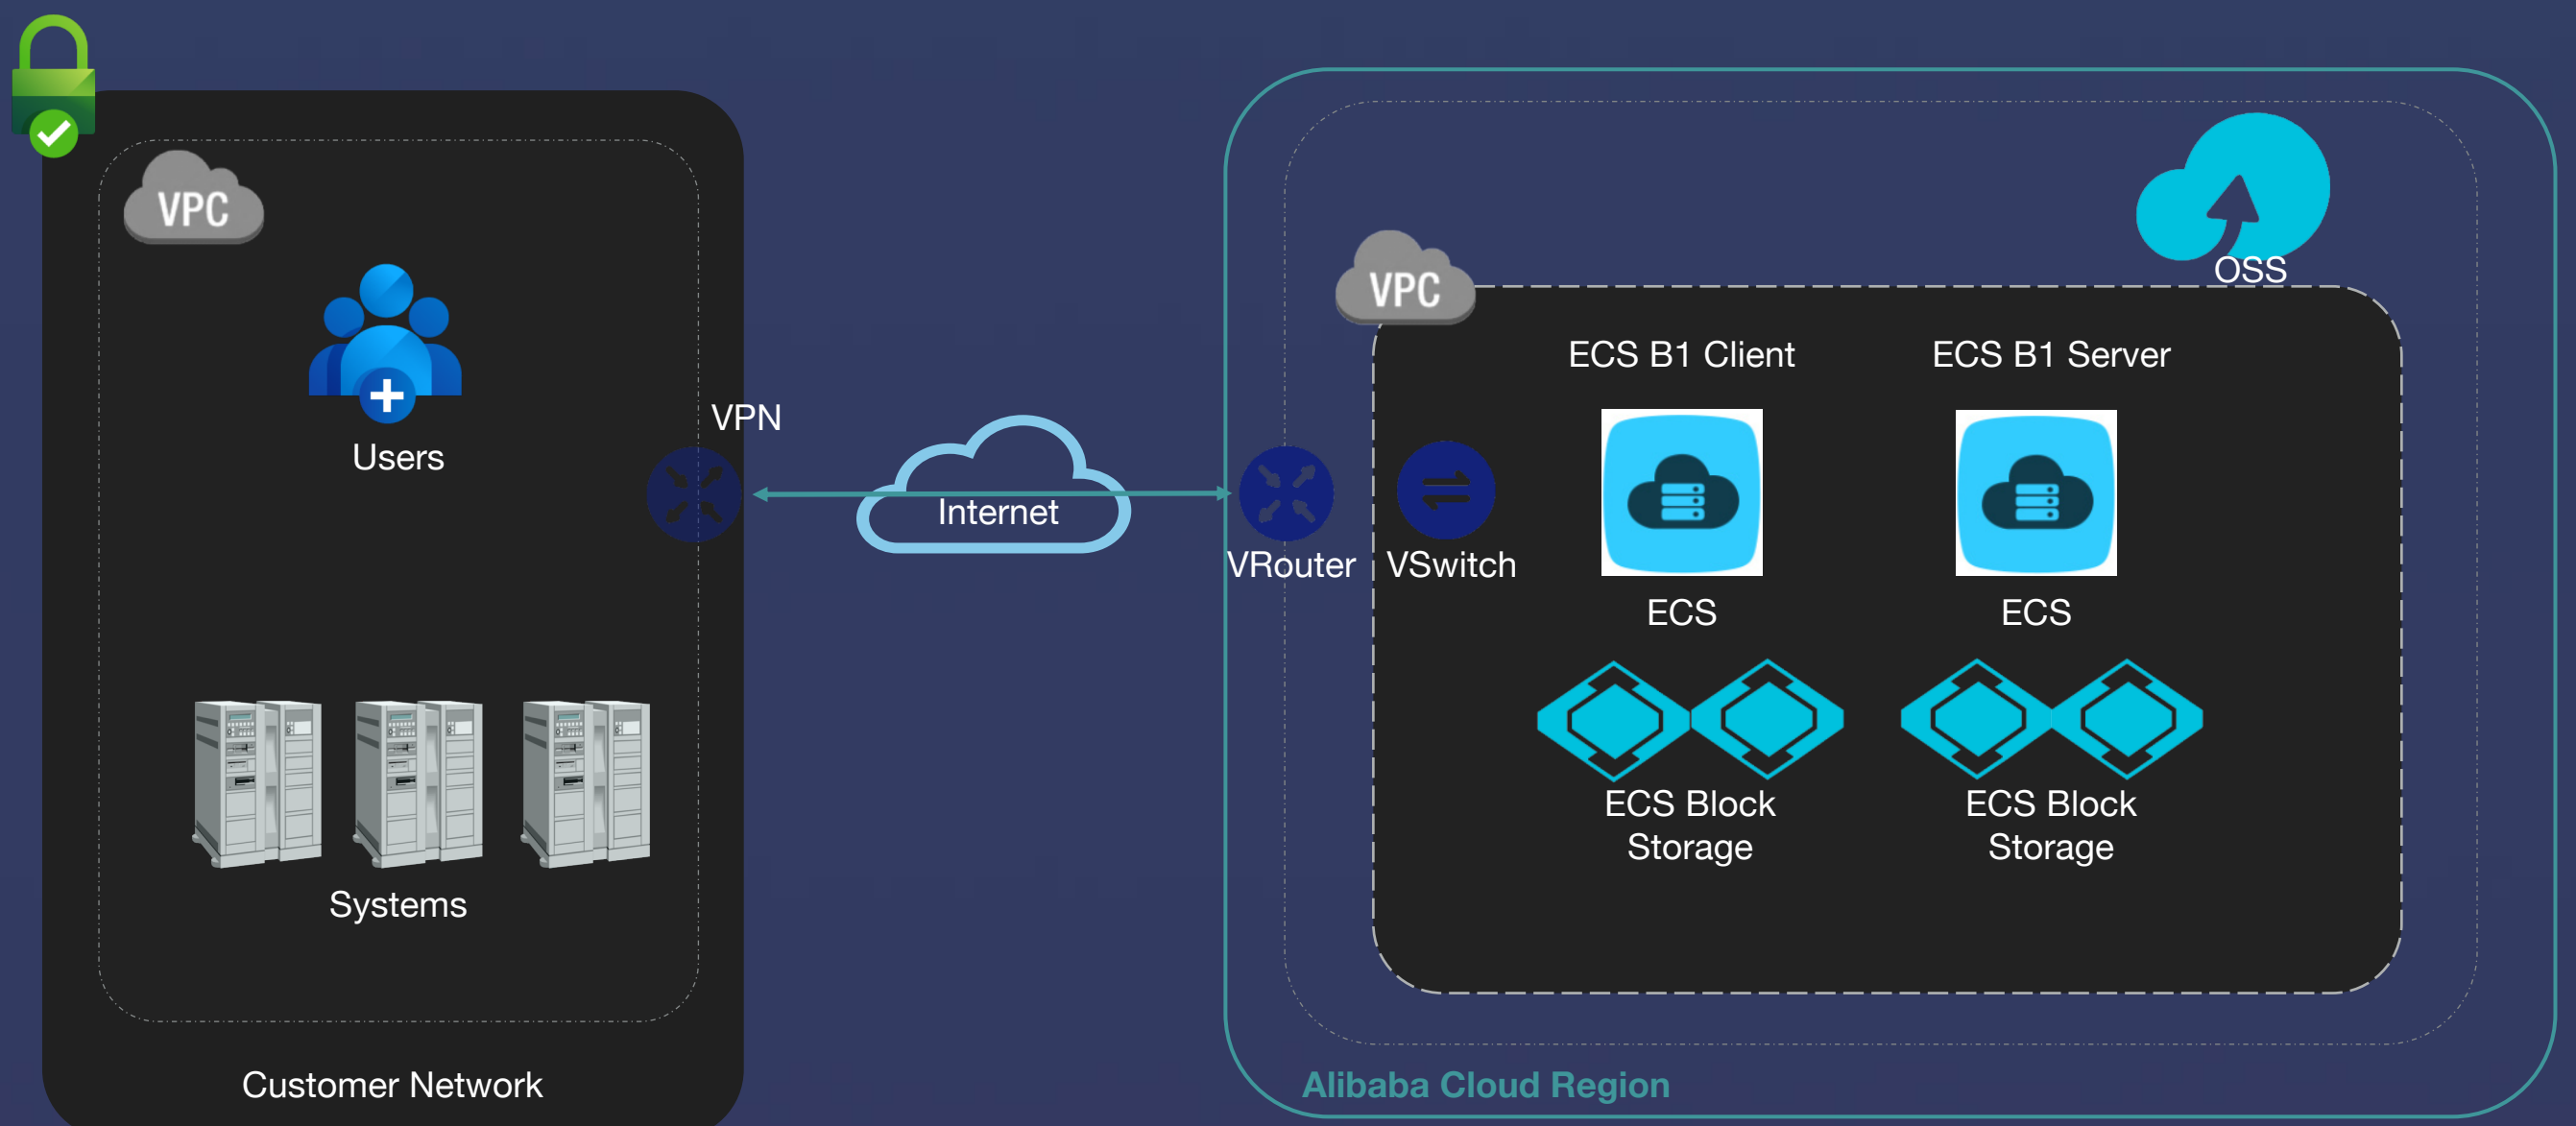 VPC
Users
Systems
Customer Network
VPN
Internet
VRouter
VSwitch
VPC
OSS
ECS B1 Client
ECS B1 Server
ECS
ECS
ECS Block
Storage
ECS Block
Storage
Alibaba Cloud Region